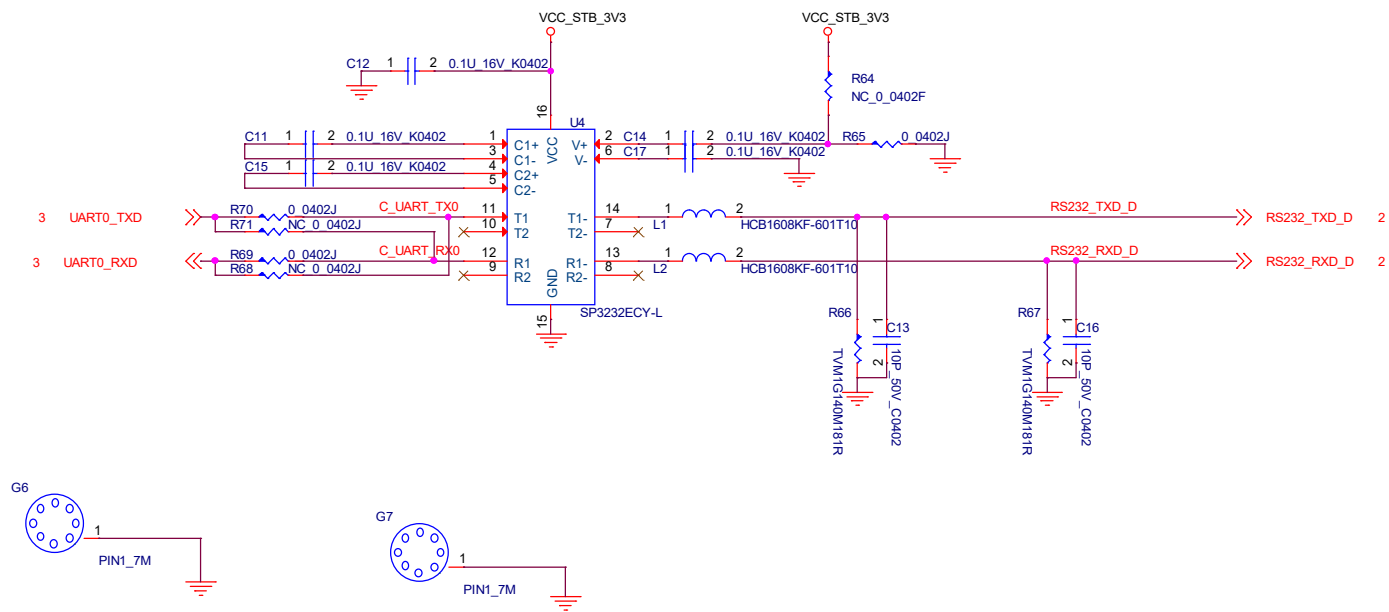 VCC_STB_3V3 VCC_STB_3V3
C12 1 2 0.1U_16V_K0402
R64
NC_0_0402F
16
U4
C11 1 2 0.1U_16V_K0402 1 C1+ VCC V+ 2 C14 1 2 0.1U_16V_K0402 R65 0_0402J
3 C1- V- 6 C17 1 2 0.1U_16V_K0402
C15 1 2 0.1U_16V_K0402 4 C2+
5 C2-
3 UART0_TXD R70 0_0402J C_UART_TX0 11 T1 T1- 14 1 2 RS232_TXD_D RS232_TXD_D 2
R71 NC_0_0402J 10 T2 T2- 7 L1 HCB1608KF-601T10
3 UART0_RXD R69 0_0402J C_UART_RX0 12 R1 R1- 13 1 2 RS232_RXD_D RS232_RXD_D 2
R68 NC_0_0402J 9 R2 R2- 8 L2 HCB1608KF-601T10
GND
15
SP3232ECY-L
R66 1 C13 2
TVM1G140M181R
10P_50V_C0402
R67 1 C16 2
TVM1G140M181R
10P_50V_C0402
G6
1
PIN1_7M
G7
1
PIN1_7M